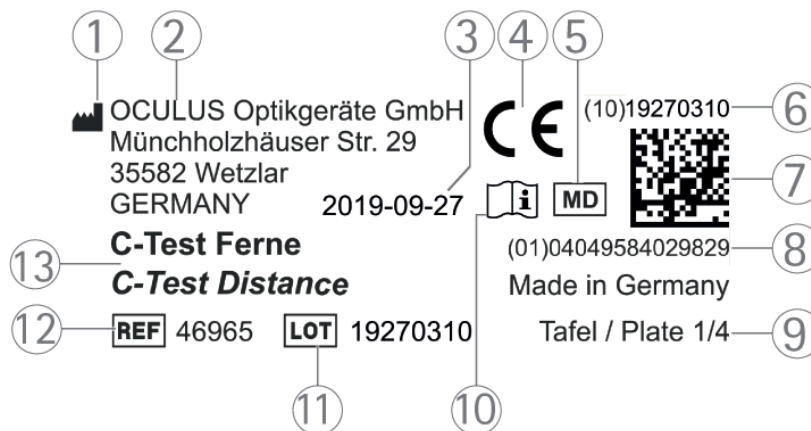 1 2 3 4 5
OCULUS Optikgeräte GmbH
Münchholzhäuser Str. 29
35582 Wetzlar
GERMANY
2019-09-27
CE
MD
(10)19270310 6
7
(01)04049584029829 8
Made in Germany
13 C-Test Ferne
C-Test Distance
12 REF 46965 LOT 19270310
Tafel / Plate 1/4 9
11 10